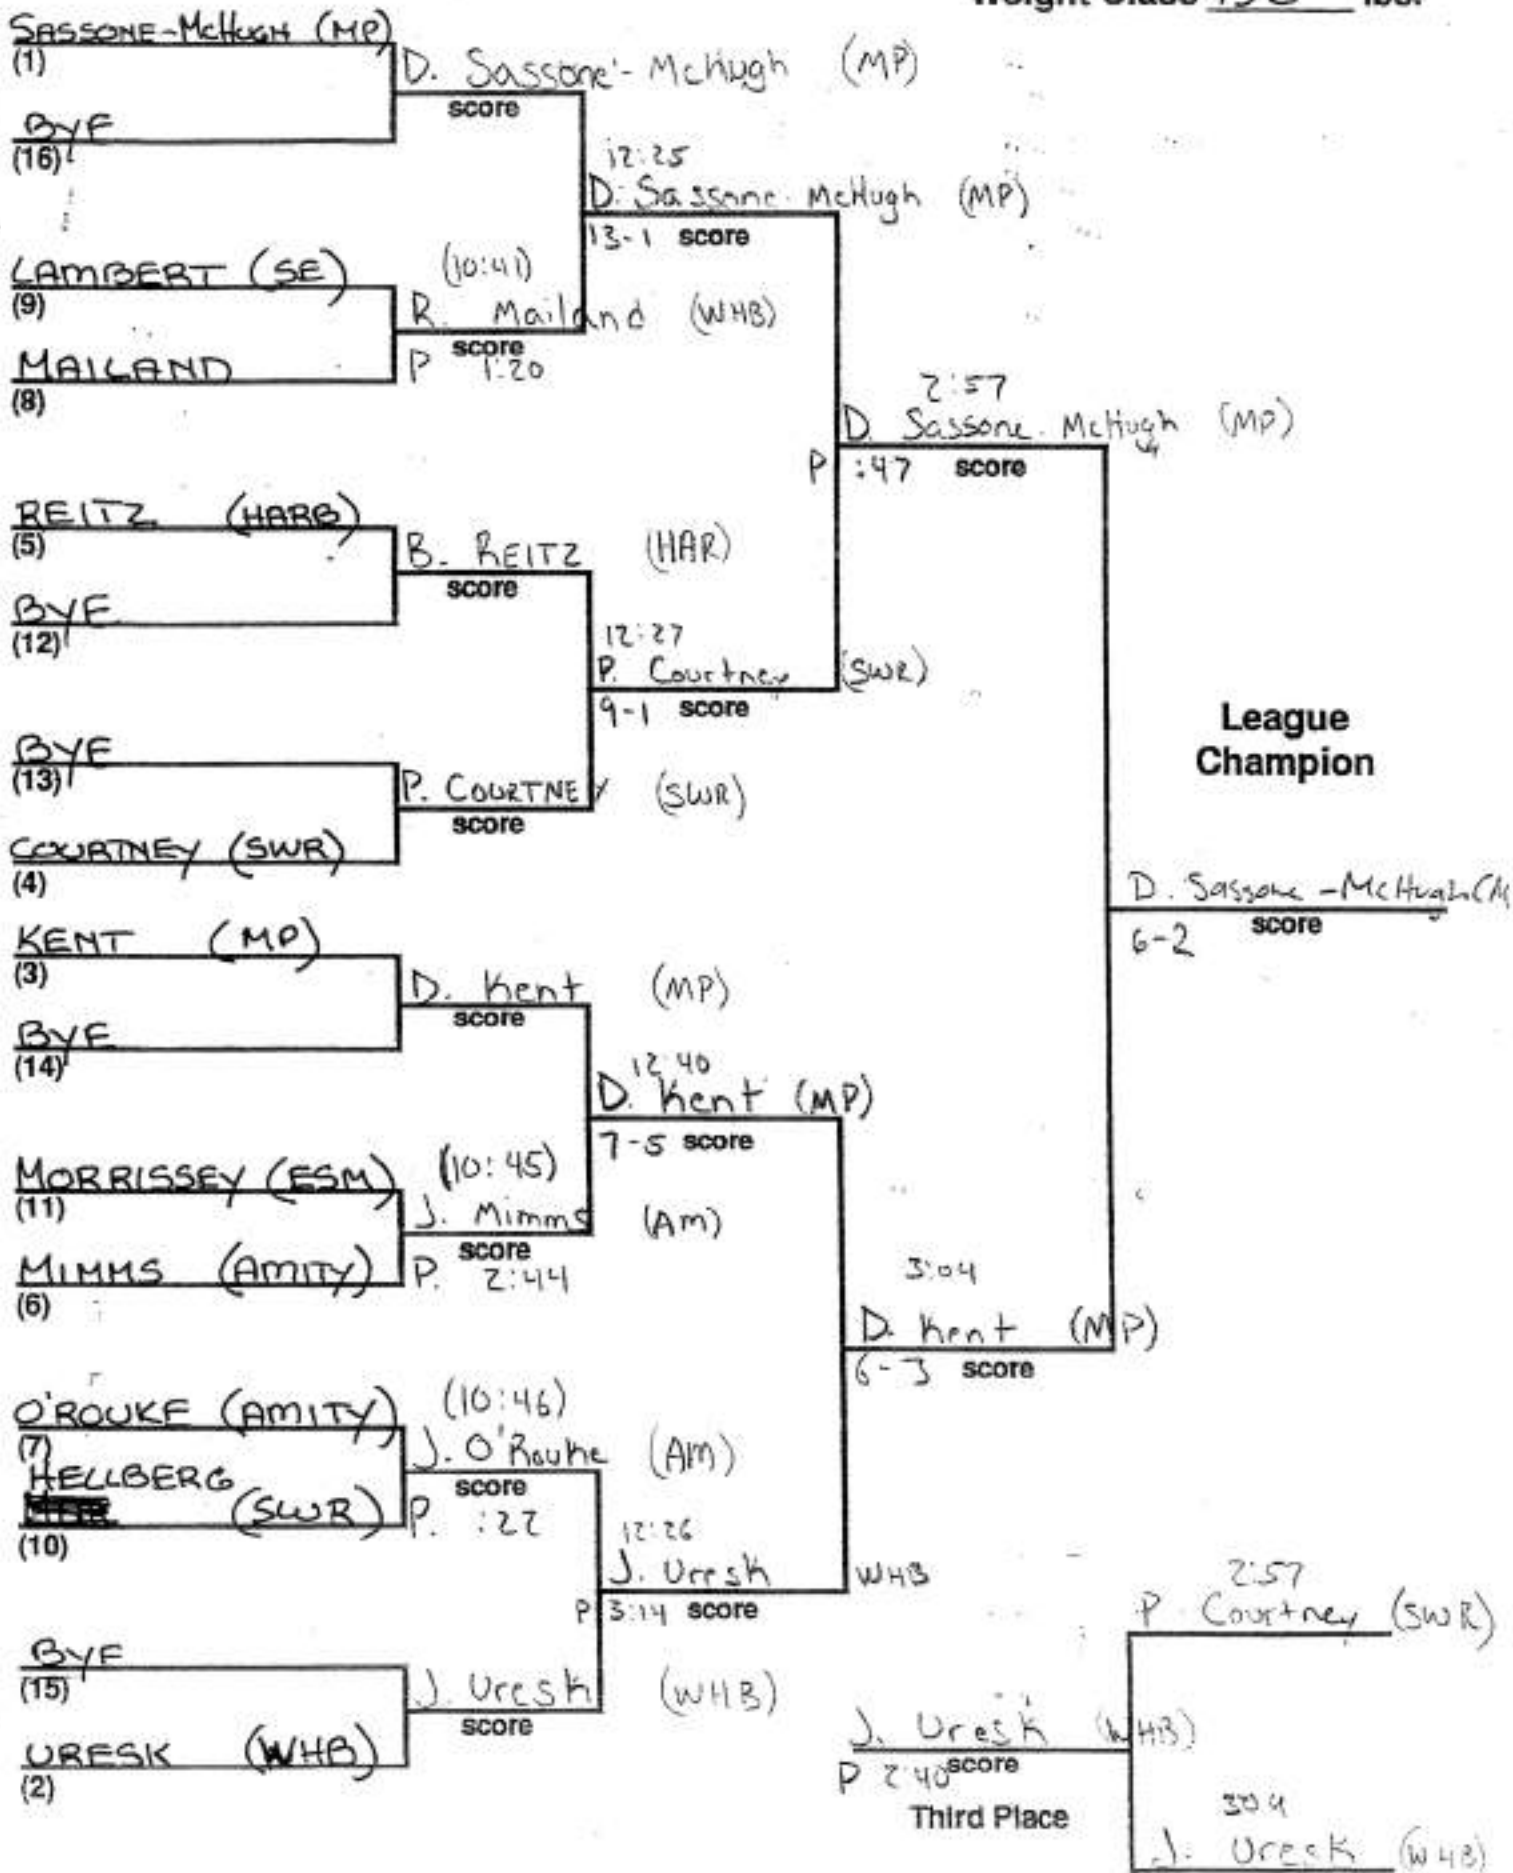 Weight Class lbs.
SASSONE-McHUGH (MP)
(1)
D. Sassone-McHugh (MP)
score
BYE
(16)
12:25
D. Sassone-McHugh (MP)
13-1 score
LAMBERT (SE)
(9)
(10:41)
R. Mailand (WHB)
score
P 1:20
MAILAND
(8)
2:57
D. Sassone-McHugh (MP)
P :47 score
REITZ (HARB)
(5)
B. REITZ (HAR)
score
BYE
(12)
12:27
P. Courtney (SWR)
9-1 score
BYE
(13)
P. COURTNEY (SWR)
score
COURTNEY (SWR)
(4)
League
Champion
D. Sassone-McHugh (M
score
6-2
KENT (MP)
(3)
D. Kent (MP)
score
BYE
(14)
12:40
D. Kent (MP)
7-5 score
MORRISSEY (ESM)
(11)
(10:45)
J. Mimms (Am)
score
P. 2:44
MIMMS (AMITY)
(6)
3:04
D. Kent (MP)
6-3 score
O'ROUKE (AMITY)
(7)
(10:46)
J. O'Rouke (AM)
score
P. :22
HELLBERG
(SWR)
(10)
12:26
J. Uresk WHB
P 3:14 score
BYE
(15)
J. Uresk (WHB)
score
URESK (WHB)
(2)
2:57
P. Courtney (SWR)
J. Uresk (WHB)
score
P 2:40
Third Place
304
J. Uresk (WHB)